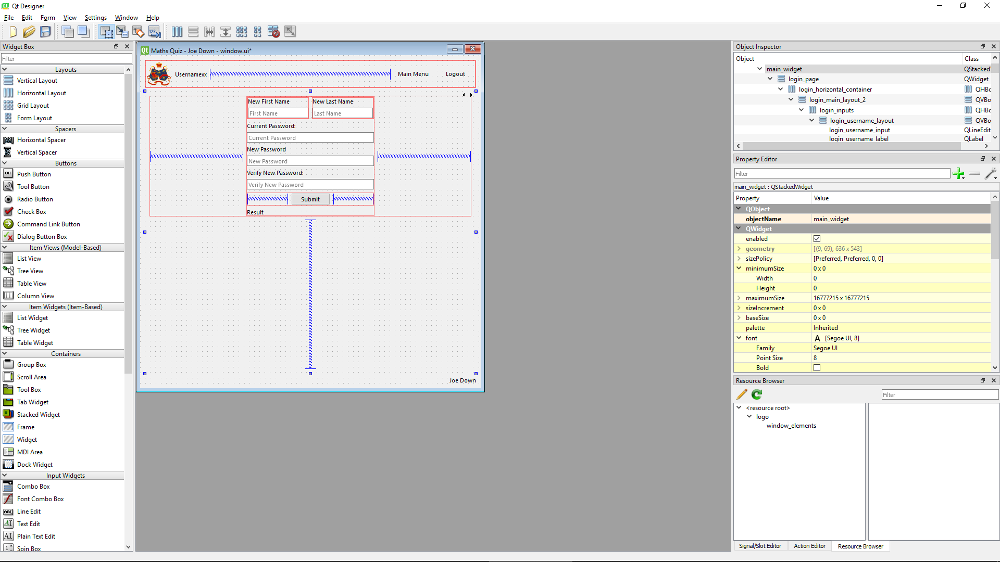 Qt Designer
File Edit Form View Settings Window Help
Widget Box
Filter
Layouts
Vertical Layout
Horizontal Layout
Grid Layout
Form Layout
Spacers
Horizontal Spacer
Vertical Spacer
Buttons
OK Push Button
Tool Button
Radio Button
Check Box
Command Link Button
Dialog Button Box
Item Views (Model-Based)
List View
Tree View
Table View
Column View
Item Widgets (Item-Based)
List Widget
Tree Widget
Table Widget
Containers
Group Box
Scroll Area
Tool Box
Tab Widget
Stacked Widget
Frame
Widget
MDI Area
Dock Widget
Input Widgets
Combo Box
Font Combo Box
Line Edit
Text Edit
Plain Text Edit
Spin Box
Qt Maths Quiz - Joe Down - window.ui*
Usernamexx Main Menu Logout
New First Name New Last Name
First Name Last Name
Current Password:
Current Password
New Password
New Password
Verify New Password:
Verify New Password
Submit
Result
Joe Down
Object Inspector
Object Class
main_widget QStacked
login_page QWidget
login_horizontal_container QHBo
login_main_layout_2 QVBo
login_inputs QHBo
login_username_layout QVBo
login_username_input QLineEdit
login_username_label QLabel
Property Editor
Filter
main_widget : QStackedWidget
Property Value
QObject
objectName main_widget
QWidget
enabled
geometry [(9, 69), 636 x 543]
sizePolicy [Preferred, Preferred, 0, 0]
minimumSize 0 x 0
Width 0
Height 0
maximumSize 16777215 x 16777215
sizeIncrement 0 x 0
baseSize 0 x 0
palette Inherited
font A [Segoe UI, 8]
Family Segoe UI
Point Size 8
Bold
Resource Browser
Filter
<resource root>
logo
window_elements
Signal/Slot Editor Action Editor Resource Browser